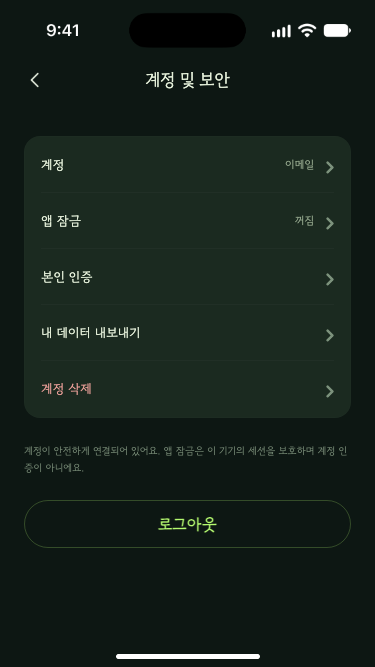 9:41
계정 및 보안
계정 이메일
앱 잠금 꺼짐
본인 인증
내 데이터 내보내기
계정 삭제
계정이 안전하게 연결되어 있어요. 앱 잠금은 이 기기의 세션을 보호하며 계정 인
증이 아니에요.
로그아웃